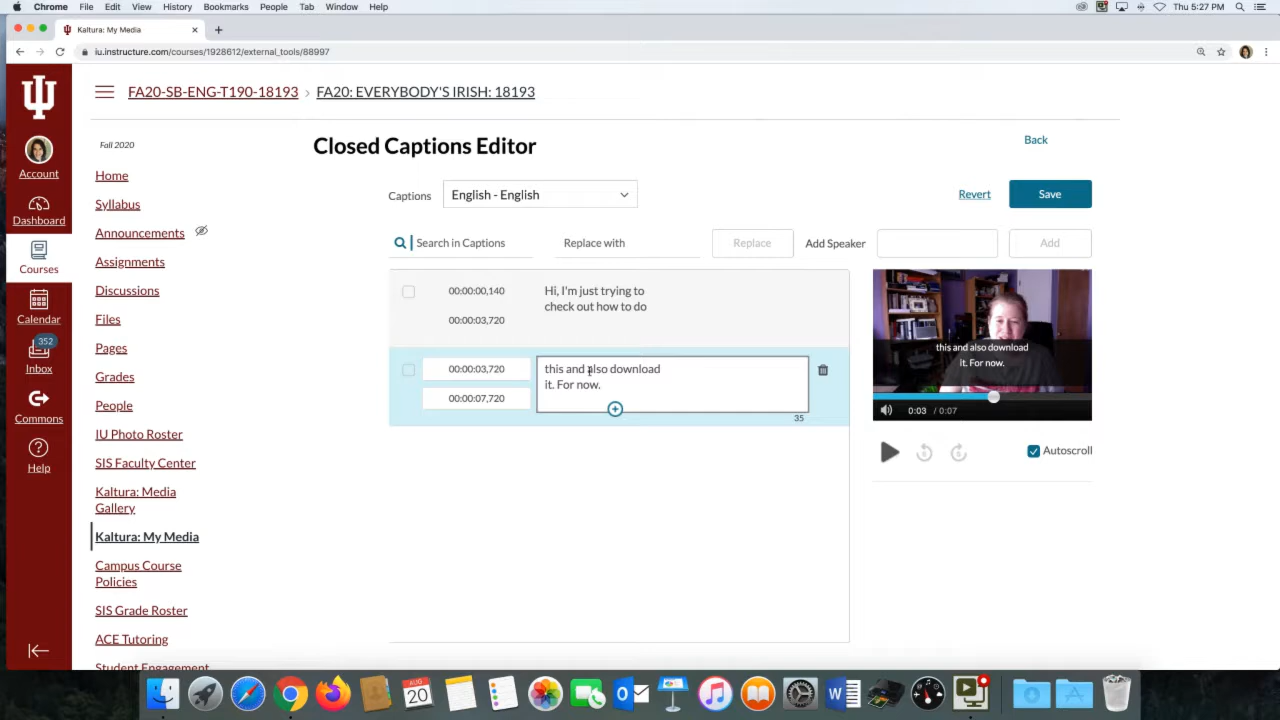 Chrome File Edit View History Bookmarks People Tab Window Help Thu 5:27 PM
Kaltura: My Media
iu.instructure.com/courses/1928612/external_tools/88997
FA20-SB-ENG-T190-18193 › FA20: EVERYBODY'S IRISH: 18193
Account
Dashboard
Courses
Calendar
352
Inbox
Commons
Help
Fall 2020
Home
Syllabus
Announcements
Assignments
Discussions
Files
Pages
Grades
People
IU Photo Roster
SIS Faculty Center
Kaltura: Media
Gallery
Kaltura: My Media
Campus Course
Policies
SIS Grade Roster
ACE Tutoring
Student Engagement
Closed Captions Editor
Back
Captions English - English
Revert Save
Search in Captions Replace with Replace Add Speaker Add
00:00:00,140
00:00:03,720
Hi, I'm just trying to
check out how to do
00:00:03,720
00:00:07,720
this and also download
it. For now.
35
this and also download
it. For now.
0:03 / 0:07
Autoscroll
AUG
20